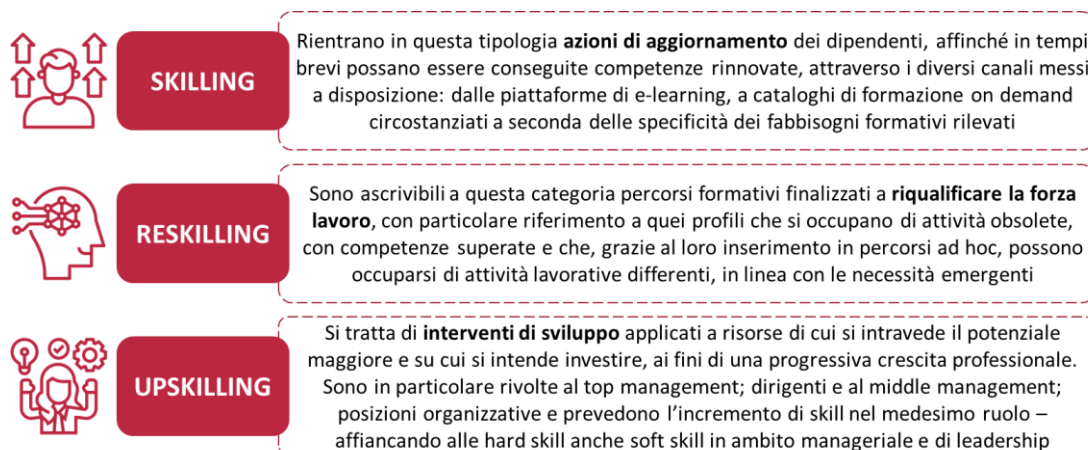 SKILLING
Rientrano in questa tipologia azioni di aggiornamento dei dipendenti, affinché in tempi
brevi possano essere conseguite competenze rinnovate, attraverso i diversi canali messi
a disposizione: dalle piattaforme di e-learning, a cataloghi di formazione on demand
circostanziati a seconda delle specificità dei fabbisogni formativi rilevati
RESKILLING
Sono ascrivibili a questa categoria percorsi formativi finalizzati a riqualificare la forza
lavoro, con particolare riferimento a quei profili che si occupano di attività obsolete,
con competenze superate e che, grazie al loro inserimento in percorsi ad hoc, possono
occuparsi di attività lavorative differenti, in linea con le necessità emergenti
UPSKILLING
Si tratta di interventi di sviluppo applicati a risorse di cui si intravede il potenziale
maggiore e su cui si intende investire, ai fini di una progressiva crescita professionale.
Sono in particolare rivolte al top management; dirigenti e al middle management;
posizioni organizzative e prevedono l’incremento di skill nel medesimo ruolo –
affiancando alle hard skill anche soft skill in ambito manageriale e di leadership